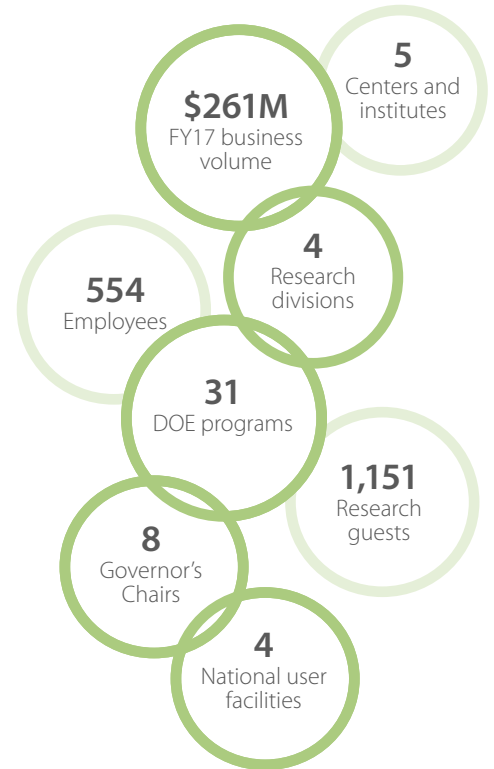 5
Centers and
institutes
$261M
FY17 business
volume
4
Research
divisions
554
Employees
31
DOE programs
1,151
Research
guests
8
Governor’s
Chairs
4
National user
facilities